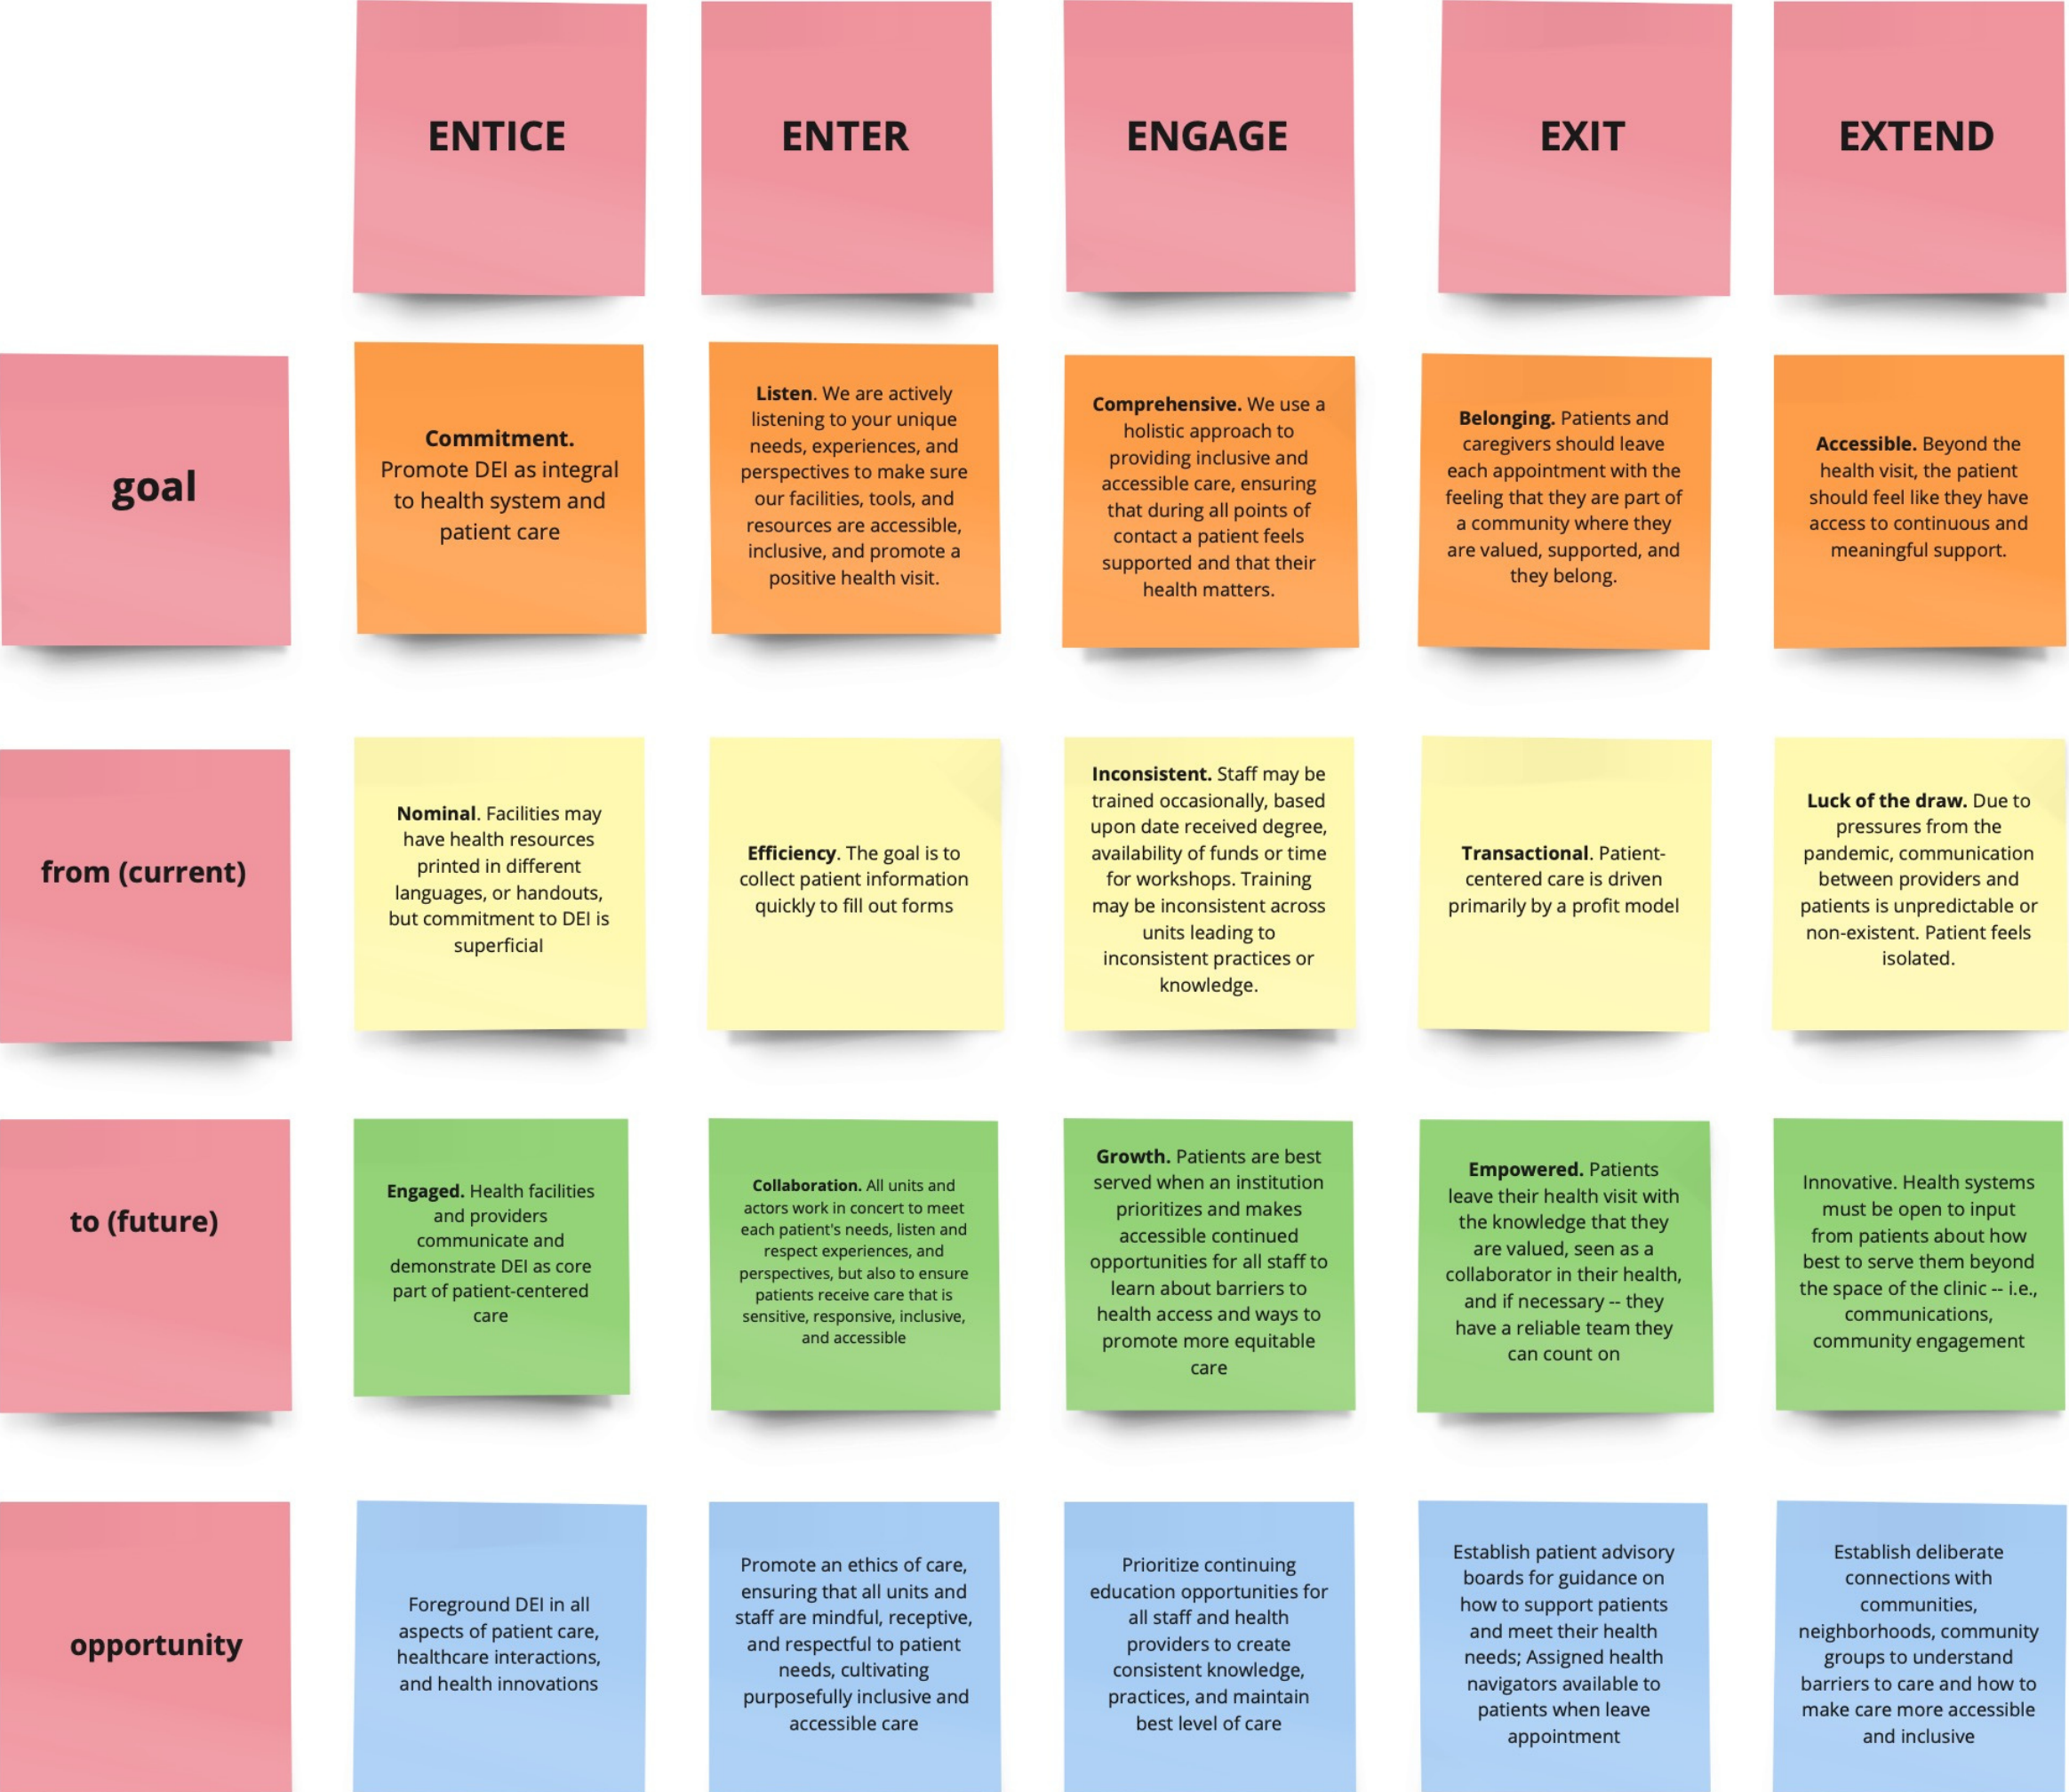 ENTICE
ENTER
ENGAGE
EXIT
EXTEND
goal
Commitment.
Promote DEI as integral
to health system and
patient care
Listen. We are actively
listening to your unique
needs, experiences, and
perspectives to make sure
our facilities, tools, and
resources are accessible,
inclusive, and promote a
positive health visit.
Comprehensive. We use a
holistic approach to
providing inclusive and
accessible care, ensuring
that during all points of
contact a patient feels
supported and that their
health matters.
Belonging. Patients and
caregivers should leave
each appointment with the
feeling that they are part of
a community where they
are valued, supported, and
they belong.
Accessible. Beyond the
health visit, the patient
should feel like they have
access to continuous and
meaningful support.
from (current)
Nominal. Facilities may
have health resources
printed in different
languages, or handouts,
but commitment to DEI is
superficial
Efficiency. The goal is to
collect patient information
quickly to fill out forms
Inconsistent. Staff may be
trained occasionally, based
upon date received degree,
availability of funds or time
for workshops. Training
may be inconsistent across
units leading to
inconsistent practices or
knowledge.
Transactional. Patient-
centered care is driven
primarily by a profit model
Luck of the draw. Due to
pressures from the
pandemic, communication
between providers and
patients is unpredictable or
non-existent. Patient feels
isolated.
to (future)
Engaged. Health facilities
and providers
communicate and
demonstrate DEI as core
part of patient-centered
care
Collaboration. All units and
actors work in concert to meet
each patient's needs, listen and
respect experiences, and
perspectives, but also to ensure
patients receive care that is
sensitive, responsive, inclusive,
and accessible
Growth. Patients are best
served when an institution
prioritizes and makes
accessible continued
opportunities for all staff to
learn about barriers to
health access and ways to
promote more equitable
care
Empowered. Patients
leave their health visit with
the knowledge that they
are valued, seen as a
collaborator in their health,
and if necessary -- they
have a reliable team they
can count on
Innovative. Health systems
must be open to input
from patients about how
best to serve them beyond
the space of the clinic -- i.e.,
communications,
community engagement
opportunity
Foreground DEI in all
aspects of patient care,
healthcare interactions,
and health innovations
Promote an ethics of care,
ensuring that all units and
staff are mindful, receptive,
and respectful to patient
needs, cultivating
purposefully inclusive and
accessible care
Prioritize continuing
education opportunities for
all staff and health
providers to create
consistent knowledge,
practices, and maintain
best level of care
Establish patient advisory
boards for guidance on
how to support patients
and meet their health
needs; Assigned health
navigators available to
patients when leave
appointment
Establish deliberate
connections with
communities,
neighborhoods, community
groups to understand
barriers to care and how to
make care more accessible
and inclusive